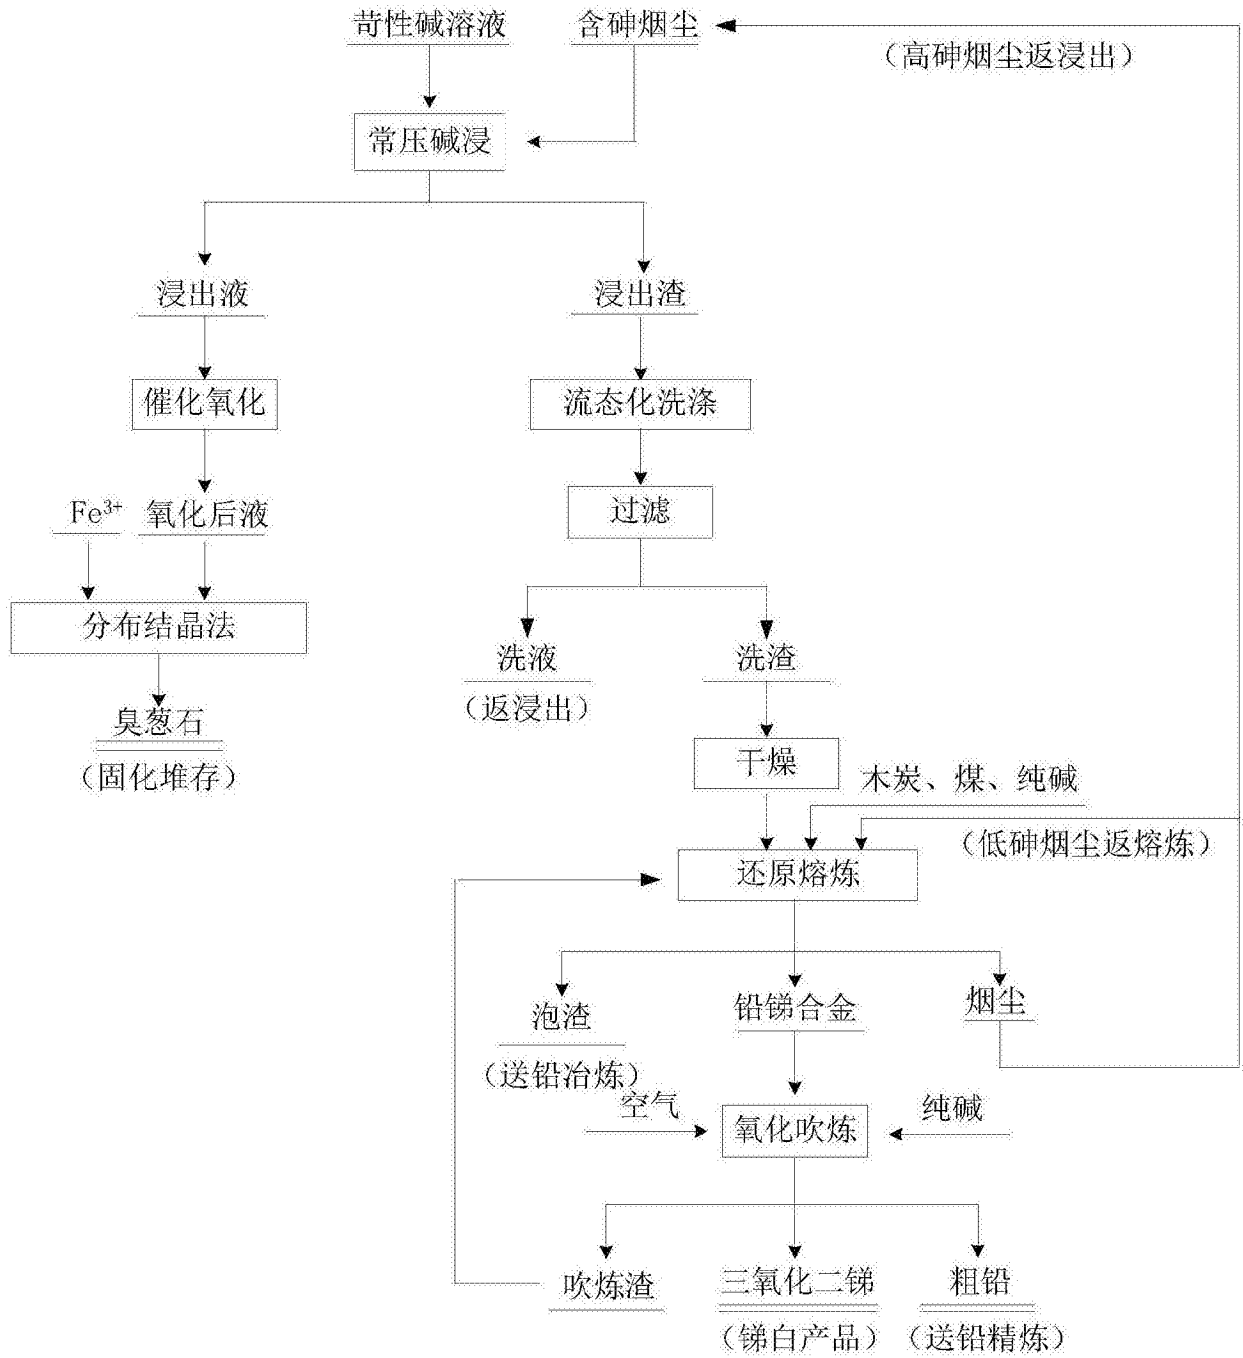 苛性碱溶液
含砷烟尘
（高砷烟尘返浸出）
常压碱浸
浸出液
浸出渣
催化氧化
流态化洗涤
Fe³⁺
氧化后液
过滤
分布结晶法
洗液
（返浸出）
洗渣
臭葱石
（固化堆存）
干燥
木炭、煤、纯碱
（低砷烟尘返熔炼）
还原熔炼
泡渣
（送铅冶炼）
铅锑合金
烟尘
空气
氧化吹炼
纯碱
吹炼渣
三氧化二锑
（锑白产品）
粗铅
（送铅精炼）